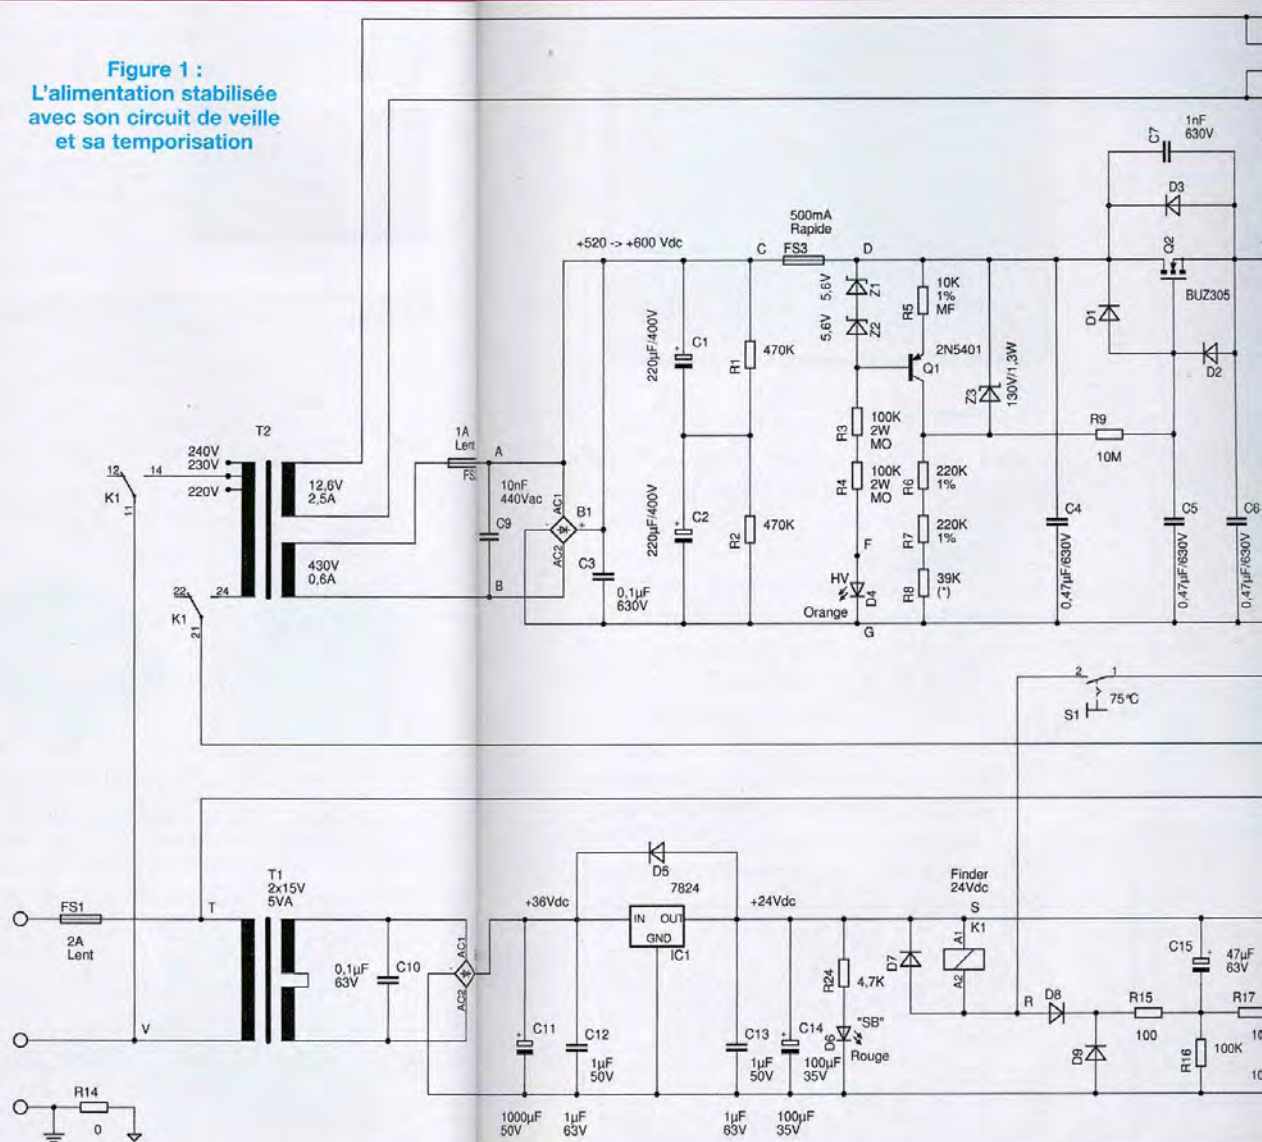 Figure 1 :
L'alimentation stabilisée
avec son circuit de veille
et sa temporisation
1nF
630V
C7
D3
500mA
Rapide
FS3
+520 -> +600 Vdc
C
D
Q2
BUZ305
5,6V
Z1
5,6V
Z2
R5
10K
1%
MF
D1
D2
220µF/400V
C1
R1
470K
2N5401
Q1
Z3
130V/1,3W
R9
10M
R3
100K
2W
MO
R4
100K
2W
MO
R6
220K
1%
R7
220K
1%
R8
39K
(*)
T2
240V
230V
220V
12
14
K1
11
12,6V
2,5A
430V
0,6A
22
24
K1
21
1A
Lent
A
10nF
440Vac
C9
B
AC1
AC2
-
+
B1
C3
0,1µF
630V
220µF/400V
C2
R2
470K
F
HV
D4
Orange
G
C4
0,47µF/630V
C5
0,47µF/630V
C6
0,47µF/630V
2
1
S1
75°C
T1
2x15V
5VA
FS1
2A
Lent
T
V
0,1µF
63V
C10
AC1
AC2
-
+36Vdc
D5
7824
IN OUT
GND
IC1
+24Vdc
Finder
24Vdc
S
A1
K1
A2
D7
R24
4,7K
"SB"
D6
Rouge
R
D8
D9
R15
100
C15
47µF
63V
R16
100K
R17
10
C11
C12
1µF
50V
C13
1µF
50V
C14
100µF
35V
R14
0
1000µF
50V
1µF
63V
1µF
63V
100µF
35V